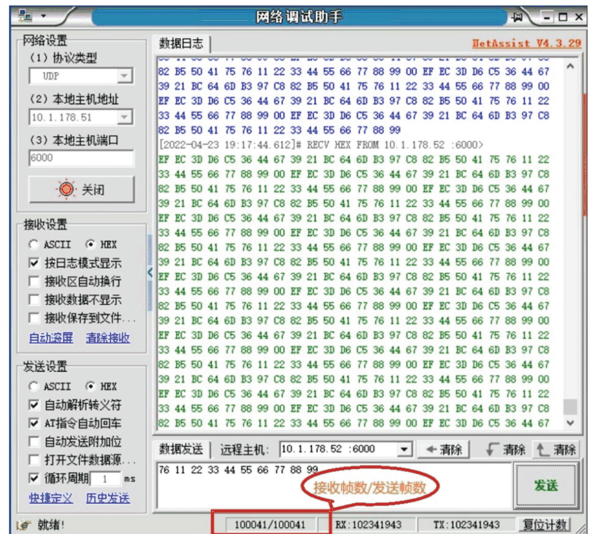 网络调试助手
网络设置
(1) 协议类型
UDP
(2) 本地主机地址
10.1.178.51
(3) 本地主机端口
6000
关闭
接收设置
ASCII HEX
按日志模式显示
接收区自动换行
接收数据不显示
接收保存到文件...
自动滚屏 清除接收
发送设置
ASCII HEX
自动解析转义符
AT指令自动回车
自动发送附加位
打开文件数据源...
循环周期 1 ms
快捷定义 历史发送
数据日志 NetAssist V4.3.29
82 B5 50 41 75 76 11 22 33 44 55 66 77 88 99 00 EF EC 3D D6 C5 36 44 67
39 21 BC 64 6D B3 97 C8 82 B5 50 41 75 76 11 22 33 44 55 66 77 88 99 00
EF EC 3D D6 C5 36 44 67 39 21 BC 64 6D B3 97 C8 82 B5 50 41 75 76 11 22
33 44 55 66 77 88 99 00 EF EC 3D D6 C5 36 44 67 39 21 BC 64 6D B3 97 C8
82 B5 50 41 75 76 11 22 33 44 55 66 77 88 99
[2022-04-23 19:17:44.612]# RECV HEX FROM 10.1.178.52 :6000>
EF EC 3D D6 C5 36 44 67 39 21 BC 64 6D B3 97 C8 82 B5 50 41 75 76 11 22
33 44 55 66 77 88 99 00 EF EC 3D D6 C5 36 44 67 39 21 BC 64 6D B3 97 C8
82 B5 50 41 75 76 11 22 33 44 55 66 77 88 99 00 EF EC 3D D6 C5 36 44 67
39 21 BC 64 6D B3 97 C8 82 B5 50 41 75 76 11 22 33 44 55 66 77 88 99 00
EF EC 3D D6 C5 36 44 67 39 21 BC 64 6D B3 97 C8 82 B5 50 41 75 76 11 22
33 44 55 66 77 88 99 00 EF EC 3D D6 C5 36 44 67 39 21 BC 64 6D B3 97 C8
82 B5 50 41 75 76 11 22 33 44 55 66 77 88 99 00 EF EC 3D D6 C5 36 44 67
39 21 BC 64 6D B3 97 C8 82 B5 50 41 75 76 11 22 33 44 55 66 77 88 99 00
EF EC 3D D6 C5 36 44 67 39 21 BC 64 6D B3 97 C8 82 B5 50 41 75 76 11 22
33 44 55 66 77 88 99 00 EF EC 3D D6 C5 36 44 67 39 21 BC 64 6D B3 97 C8
82 B5 50 41 75 76 11 22 33 44 55 66 77 88 99 00 EF EC 3D D6 C5 36 44 67
39 21 BC 64 6D B3 97 C8 82 B5 50 41 75 76 11 22 33 44 55 66 77 88 99 00
EF EC 3D D6 C5 36 44 67 39 21 BC 64 6D B3 97 C8 82 B5 50 41 75 76 11 22
33 44 55 66 77 88 99 00 EF EC 3D D6 C5 36 44 67 39 21 BC 64 6D B3 97 C8
82 B5 50 41 75 76 11 22 33 44 55 66 77 88 99 00 EF EC 3D D6 C5 36 44 67
39 21 BC 64 6D B3 97 C8 82 B5 50 41 75 76 11 22 33 44 55 66 77 88 99 00
EF EC 3D D6 C5 36 44 67 39 21 BC 64 6D B3 97 C8 82 B5 50 41 75 76 11 22
33 44 55 66 77 88 99 00 EF EC 3D D6 C5 36 44 67 39 21 BC 64 6D B3 97 C8
82 B5 50 41 75 76 11 22 33 44 55 66 77 88 99 00 EF EC 3D D6 C5 36 44 67
数据发送 远程主机: 10.1.178.52 :6000 清除 清除 清除
76 11 22 33 44 55 66 77 88 99
接收帧数/发送帧数
发送
就绪! 100041/100041 RX:102341943 TX:102341943 复位计数